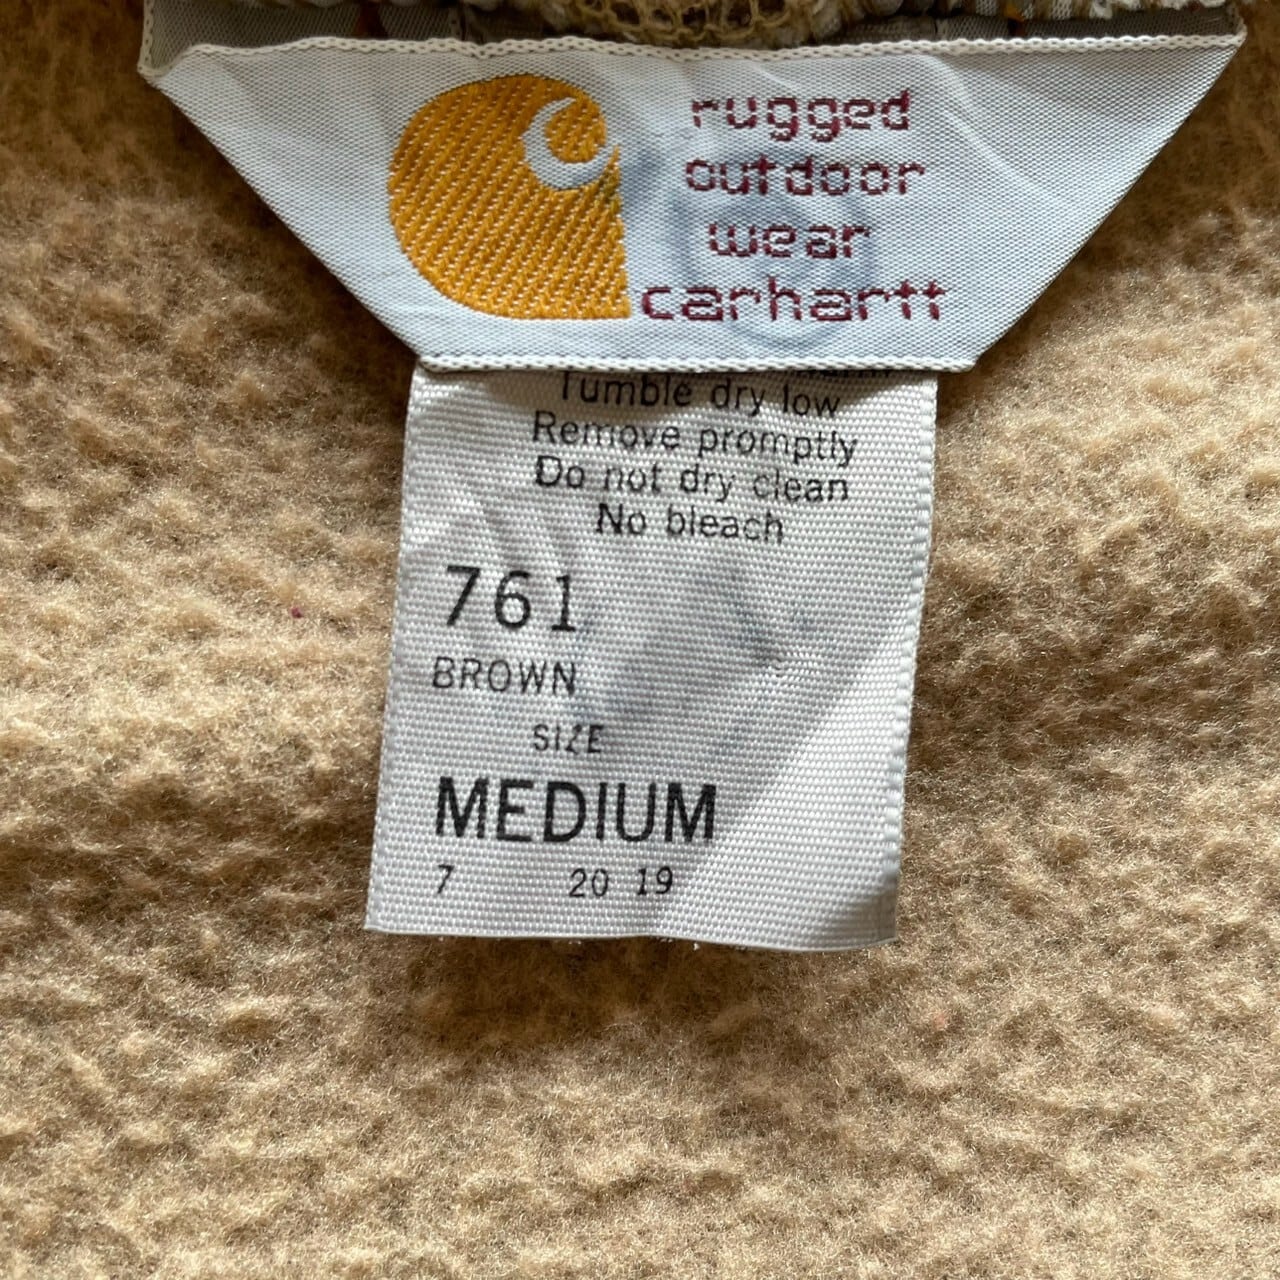 rugged
outdoor
wear
carhartt
Tumble dry low
Remove promptly
Do not dry clean
No bleach
761
BROWN
SIZE
MEDIUM
7 20 19